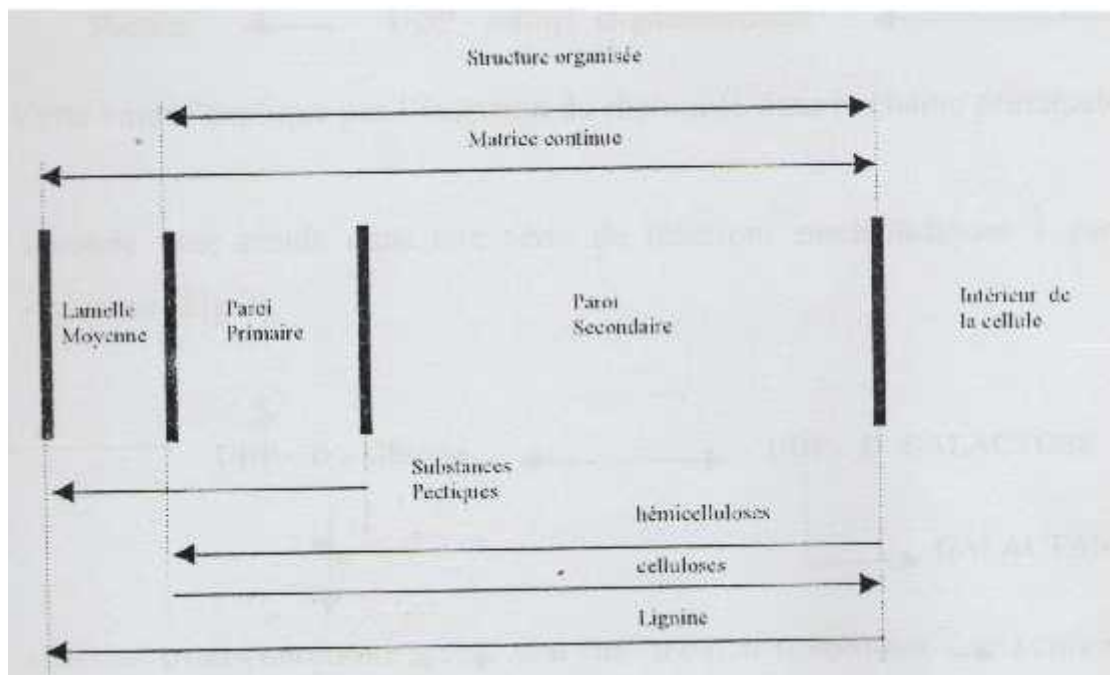 Structure organisée
Matrice continue
Lamelle
Moyenne
Paroi
Primaire
Paroi
Secondaire
Intérieur de
la cellule
Substances
Pectiques
hémicelluloses
celluloses
Lignine